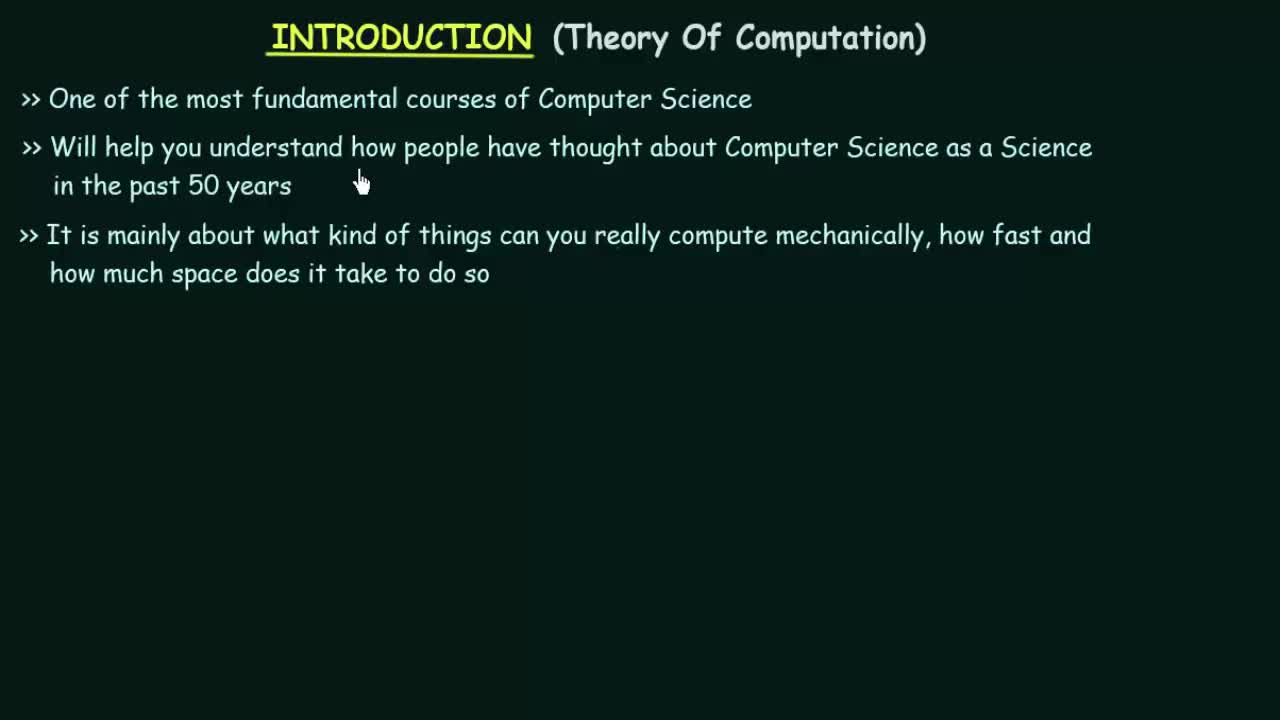 INTRODUCTION (Theory Of Computation)
>> One of the most fundamental courses of Computer Science
>> Will help you understand how people have thought about Computer Science as a Science
in the past 50 years
>> It is mainly about what kind of things can you really compute mechanically, how fast and
how much space does it take to do so